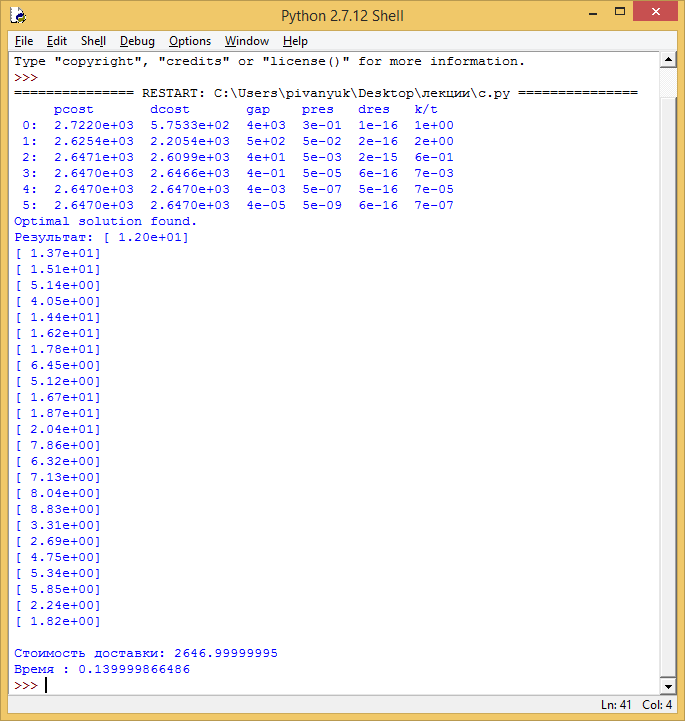 Python 2.7.12 Shell
File Edit Shell Debug Options Window Help
Type "copyright", "credits" or "license()" for more information.
>>>
=============== RESTART: C:\Users\pivanyuk\Desktop\лекции\c.py ===============
     pcost       dcost       gap    pres   dres   k/t
 0:  2.7220e+03  5.7533e+02  4e+03  3e-01  1e-16  1e+00
 1:  2.6254e+03  2.2054e+03  5e+02  5e-02  2e-16  2e+00
 2:  2.6471e+03  2.6099e+03  4e+01  5e-03  2e-15  6e-01
 3:  2.6470e+03  2.6466e+03  4e-01  5e-05  6e-16  7e-03
 4:  2.6470e+03  2.6470e+03  4e-03  5e-07  5e-16  7e-05
 5:  2.6470e+03  2.6470e+03  4e-05  5e-09  6e-16  7e-07
Optimal solution found.
Результат: [ 1.20e+01]
[ 1.37e+01]
[ 1.51e+01]
[ 5.14e+00]
[ 4.05e+00]
[ 1.44e+01]
[ 1.62e+01]
[ 1.78e+01]
[ 6.45e+00]
[ 5.12e+00]
[ 1.67e+01]
[ 1.87e+01]
[ 2.04e+01]
[ 7.86e+00]
[ 6.32e+00]
[ 7.13e+00]
[ 8.04e+00]
[ 8.83e+00]
[ 3.31e+00]
[ 2.69e+00]
[ 4.75e+00]
[ 5.34e+00]
[ 5.85e+00]
[ 2.24e+00]
[ 1.82e+00]
Стоимость доставки: 2646.99999995
Время : 0.139999866486
>>>
Ln: 41 Col: 4